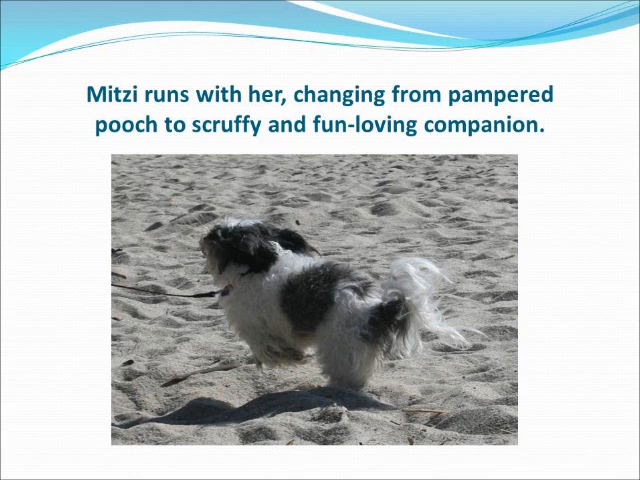 Mitzi runs with her, changing from pampered
pooch to scruffy and fun-loving companion.